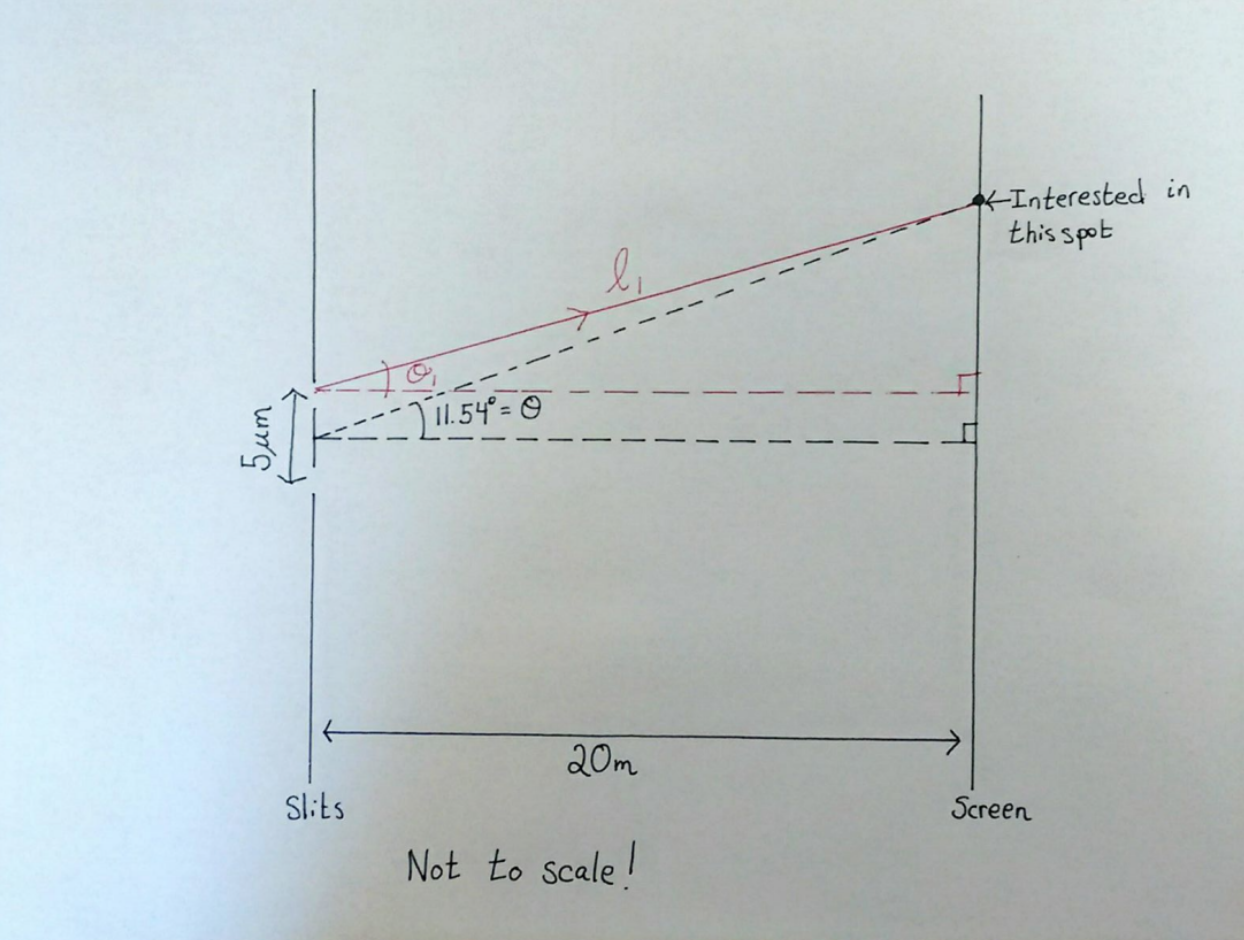 ←Interested in
this spot
l₁
θ₁
11.54° = θ
5μm
20m
Slits
Screen
Not to scale!